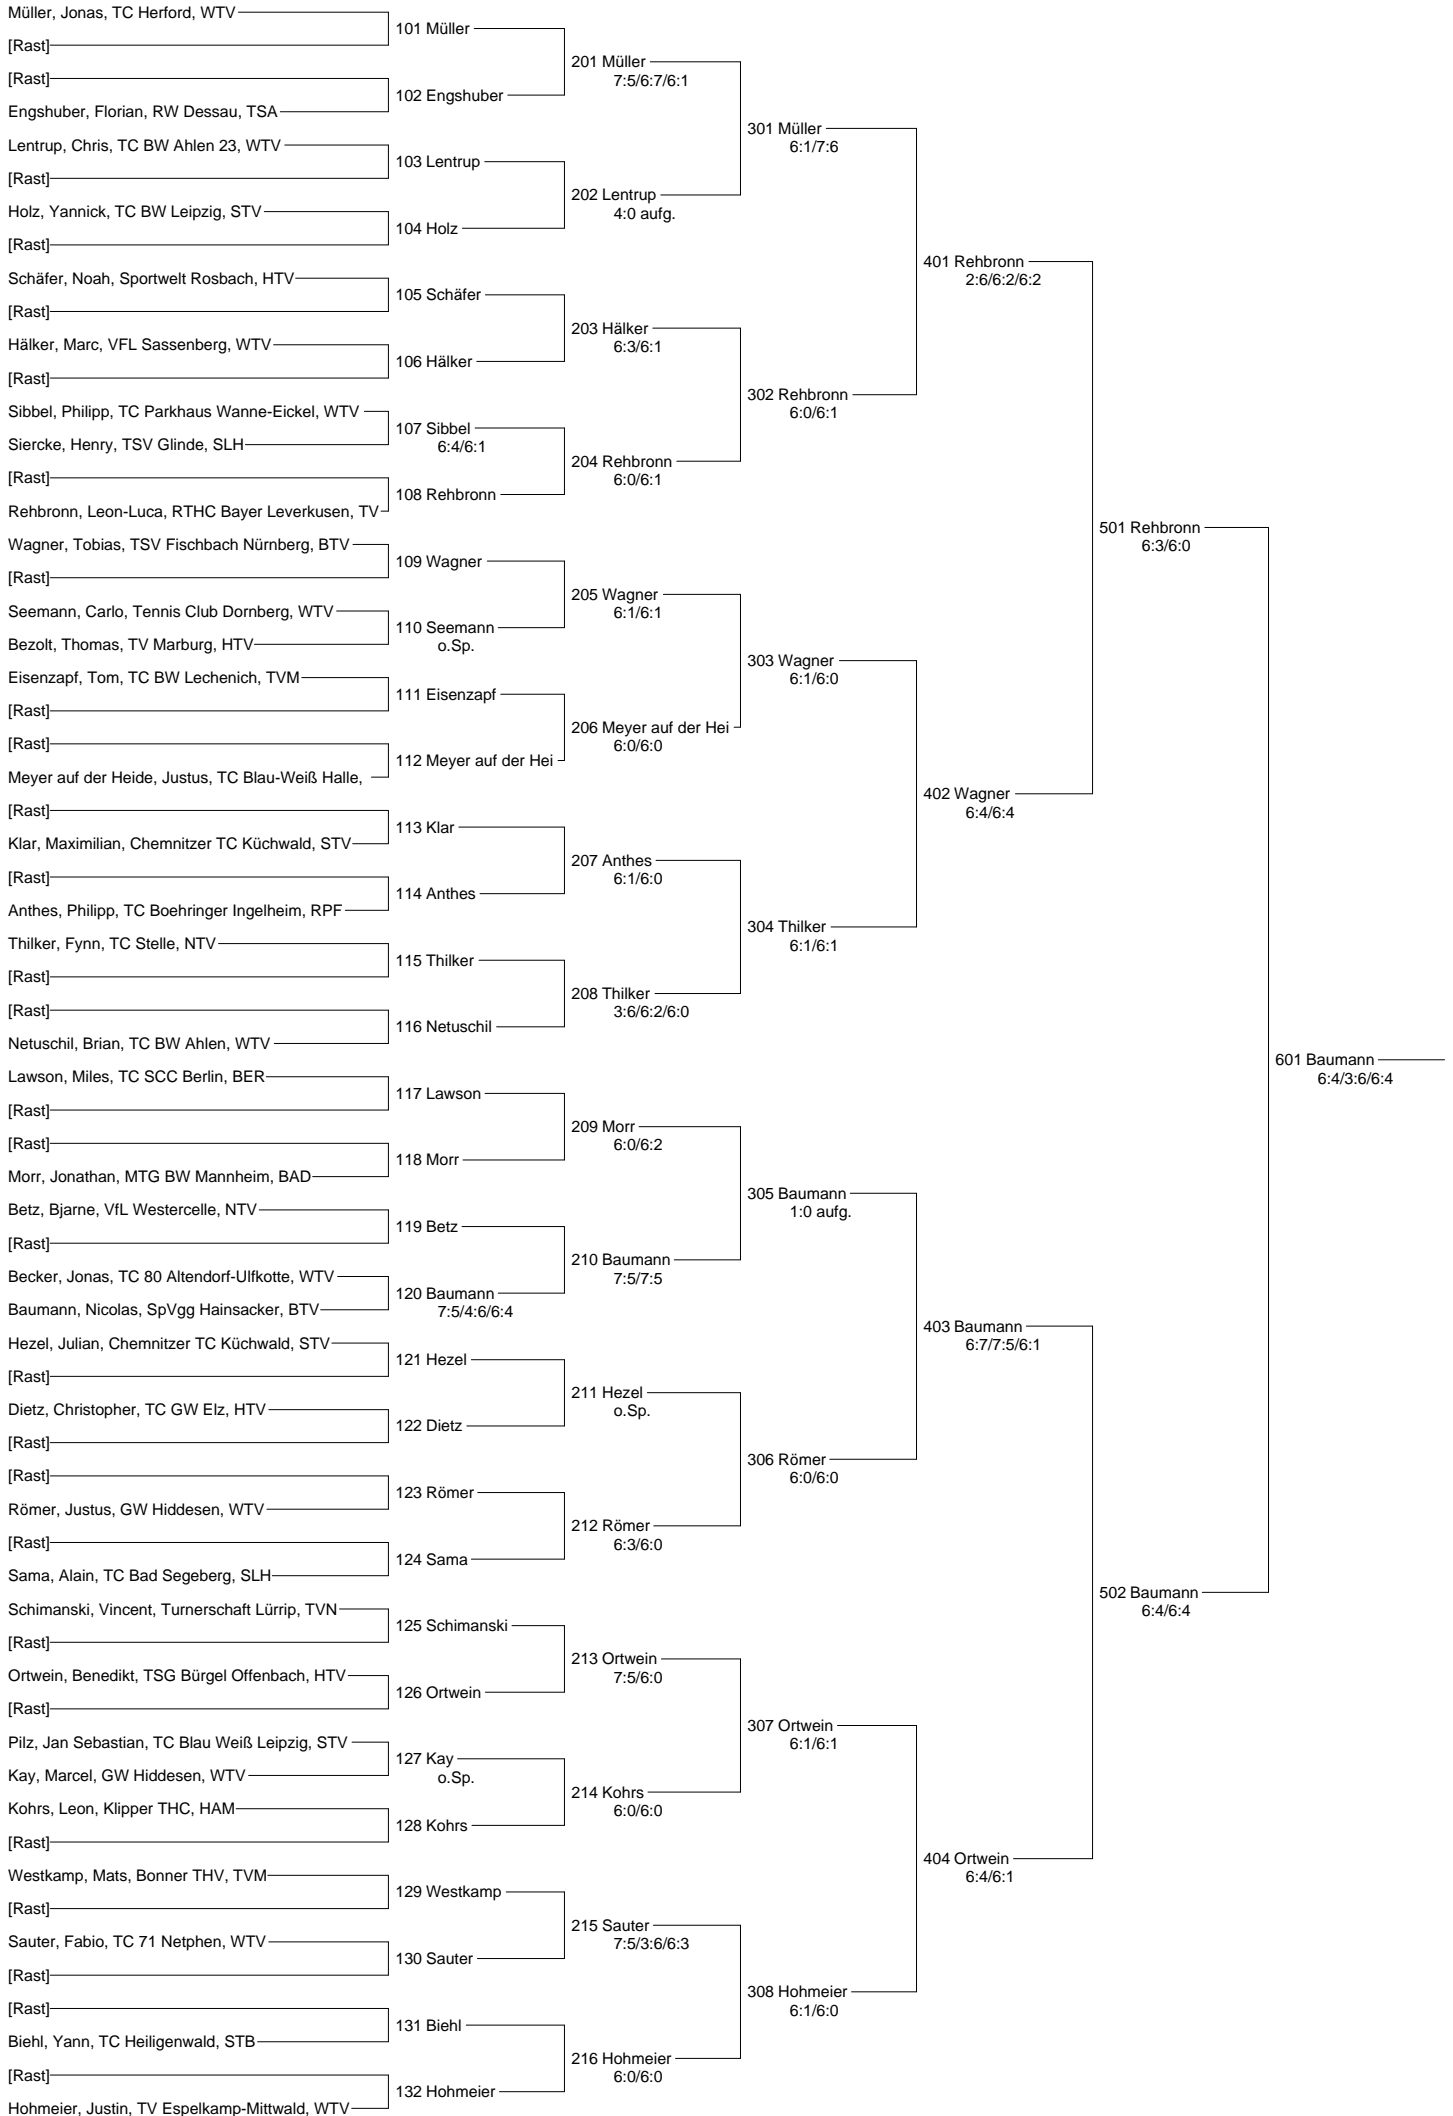 Müller, Jonas, TC Herford, WTV
[Rast]
[Rast]
Engshuber, Florian, RW Dessau, TSA
Lentrup, Chris, TC BW Ahlen 23, WTV
[Rast]
Holz, Yannick, TC BW Leipzig, STV
[Rast]
Schäfer, Noah, Sportwelt Rosbach, HTV
[Rast]
Hälker, Marc, VFL Sassenberg, WTV
[Rast]
Sibbel, Philipp, TC Parkhaus Wanne-Eickel, WTV
Siercke, Henry, TSV Glinde, SLH
[Rast]
Rehbronn, Leon-Luca, RTHC Bayer Leverkusen, TV
Wagner, Tobias, TSV Fischbach Nürnberg, BTV
[Rast]
Seemann, Carlo, Tennis Club Dornberg, WTV
Bezolt, Thomas, TV Marburg, HTV
Eisenzapf, Tom, TC BW Lechenich, TVM
[Rast]
[Rast]
Meyer auf der Heide, Justus, TC Blau-Weiß Halle,
[Rast]
Klar, Maximilian, Chemnitzer TC Küchwald, STV
[Rast]
Anthes, Philipp, TC Boehringer Ingelheim, RPF
Thilker, Fynn, TC Stelle, NTV
[Rast]
[Rast]
Netuschil, Brian, TC BW Ahlen, WTV
Lawson, Miles, TC SCC Berlin, BER
[Rast]
[Rast]
Morr, Jonathan, MTG BW Mannheim, BAD
Betz, Bjarne, VfL Westercelle, NTV
[Rast]
Becker, Jonas, TC 80 Altendorf-Ulfkotte, WTV
Baumann, Nicolas, SpVgg Hainsacker, BTV
Hezel, Julian, Chemnitzer TC Küchwald, STV
[Rast]
Dietz, Christopher, TC GW Elz, HTV
[Rast]
[Rast]
Römer, Justus, GW Hiddesen, WTV
[Rast]
Sama, Alain, TC Bad Segeberg, SLH
Schimanski, Vincent, Turnerschaft Lürrip, TVN
[Rast]
Ortwein, Benedikt, TSG Bürgel Offenbach, HTV
[Rast]
Pilz, Jan Sebastian, TC Blau Weiß Leipzig, STV
Kay, Marcel, GW Hiddesen, WTV
Kohrs, Leon, Klipper THC, HAM
[Rast]
Westkamp, Mats, Bonner THV, TVM
[Rast]
Sauter, Fabio, TC 71 Netphen, WTV
[Rast]
[Rast]
Biehl, Yann, TC Heiligenwald, STB
[Rast]
Hohmeier, Justin, TV Espelkamp-Mittwald, WTV
101 Müller
102 Engshuber
103 Lentrup
104 Holz
105 Schäfer
106 Hälker
107 Sibbel
6:4/6:1
108 Rehbronn
109 Wagner
110 Seemann
o.Sp.
111 Eisenzapf
112 Meyer auf der Hei
113 Klar
114 Anthes
115 Thilker
116 Netuschil
117 Lawson
118 Morr
119 Betz
120 Baumann
7:5/4:6/6:4
121 Hezel
122 Dietz
123 Römer
124 Sama
125 Schimanski
126 Ortwein
127 Kay
o.Sp.
128 Kohrs
129 Westkamp
130 Sauter
131 Biehl
132 Hohmeier
201 Müller
7:5/6:7/6:1
202 Lentrup
4:0 aufg.
203 Hälker
6:3/6:1
204 Rehbronn
6:0/6:1
205 Wagner
6:1/6:1
206 Meyer auf der Hei
6:0/6:0
207 Anthes
6:1/6:0
208 Thilker
3:6/6:2/6:0
209 Morr
6:0/6:2
210 Baumann
7:5/7:5
211 Hezel
o.Sp.
212 Römer
6:3/6:0
213 Ortwein
7:5/6:0
214 Kohrs
6:0/6:0
215 Sauter
7:5/3:6/6:3
216 Hohmeier
6:0/6:0
301 Müller
6:1/7:6
302 Rehbronn
6:0/6:1
303 Wagner
6:1/6:0
304 Thilker
6:1/6:1
305 Baumann
1:0 aufg.
306 Römer
6:0/6:0
307 Ortwein
6:1/6:1
308 Hohmeier
6:1/6:0
401 Rehbronn
2:6/6:2/6:2
402 Wagner
6:4/6:4
403 Baumann
6:7/7:5/6:1
404 Ortwein
6:4/6:1
501 Rehbronn
6:3/6:0
502 Baumann
6:4/6:4
601 Baumann
6:4/3:6/6:4